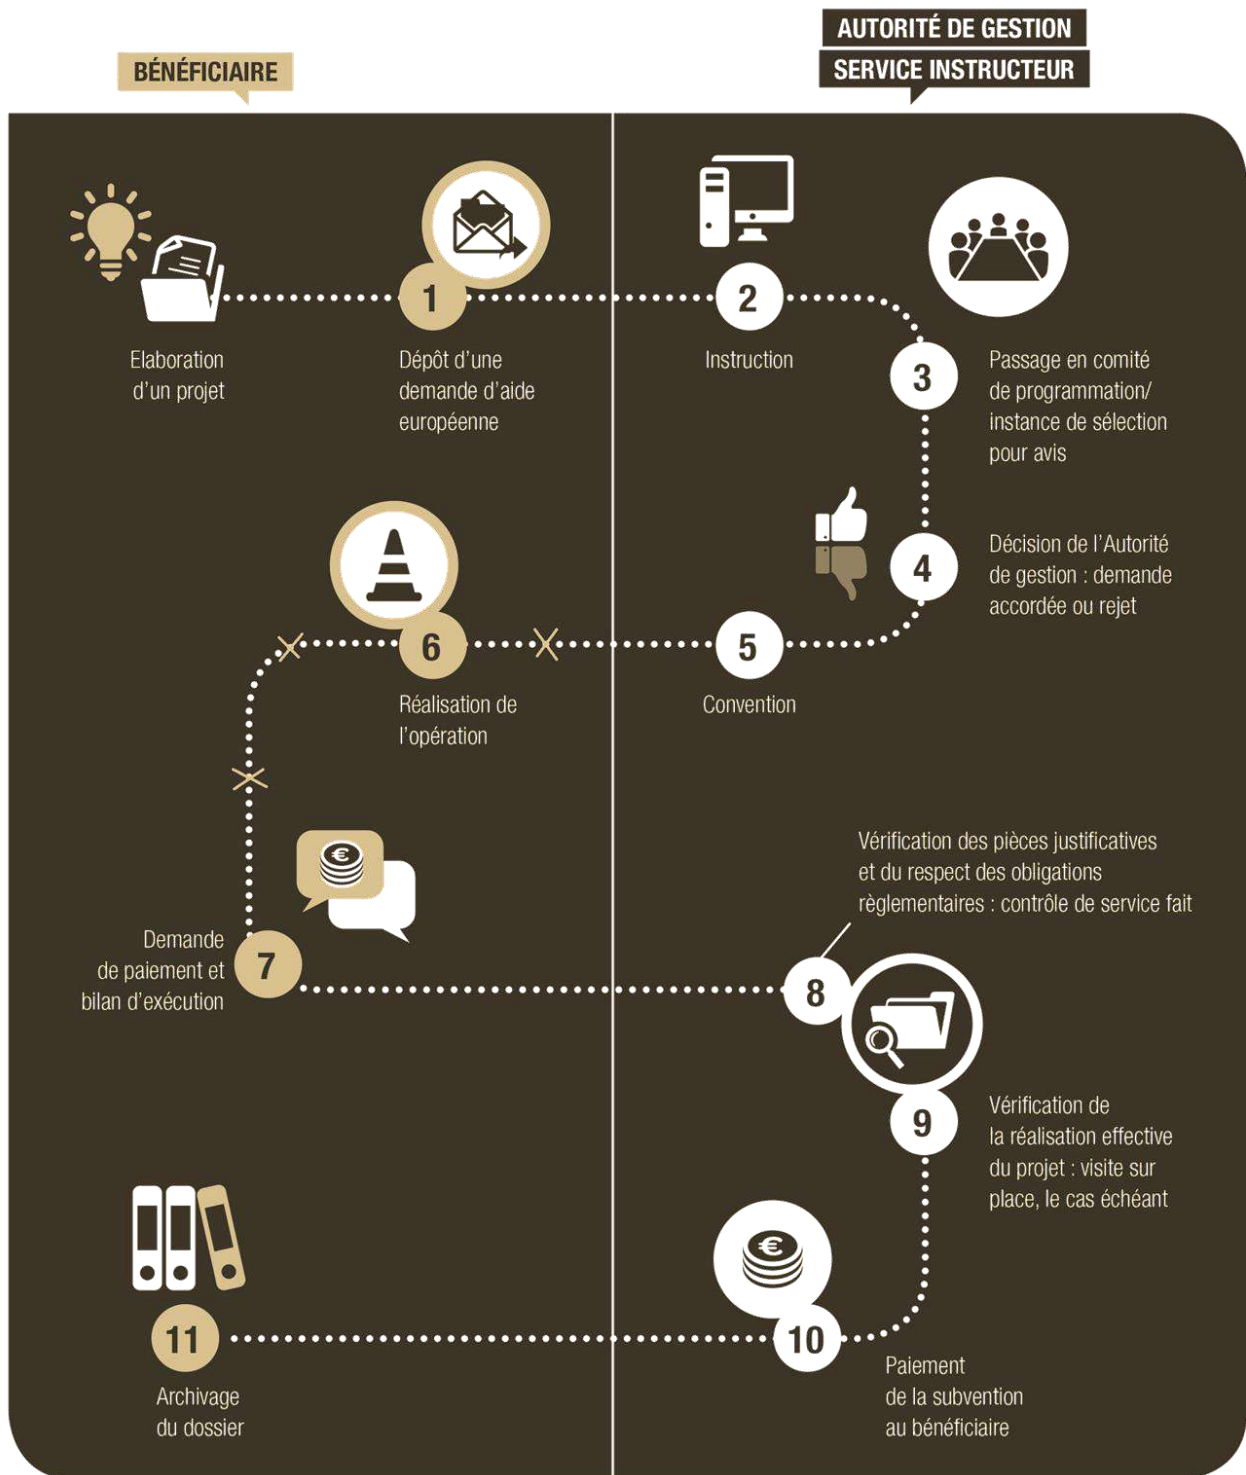 BÉNÉFICIAIRE
AUTORITÉ DE GESTION
SERVICE INSTRUCTEUR
1
2
3
Elaboration
d'un projet
Dépôt d'une
demande d'aide
européenne
Instruction
Passage en comité
de programmation/
instance de sélection
pour avis
4
Décision de l'Autorité
de gestion : demande
accordée ou rejet
5
Convention
6
Réalisation de
l'opération
7
Demande
de paiement et
bilan d'exécution
€
Vérification des pièces justificatives
et du respect des obligations
règlementaires : contrôle de service fait
8
9
Vérification de
la réalisation effective
du projet : visite sur
place, le cas échéant
€
10
Paiement
de la subvention
au bénéficiaire
11
Archivage
du dossier